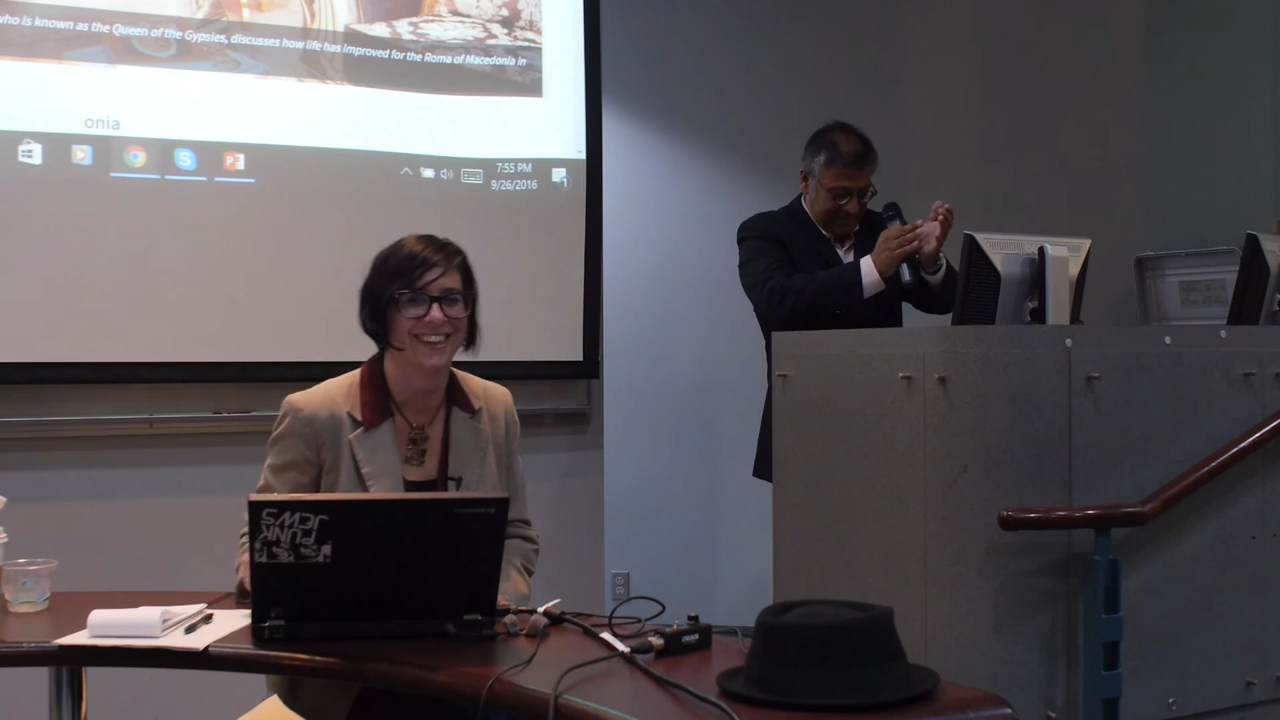 who is known as the Queen of the Gypsies, discusses how life has improved for the Roma of Macedonia in
onia
7:55 PM
9/26/2016
1
PUNK
JEWS